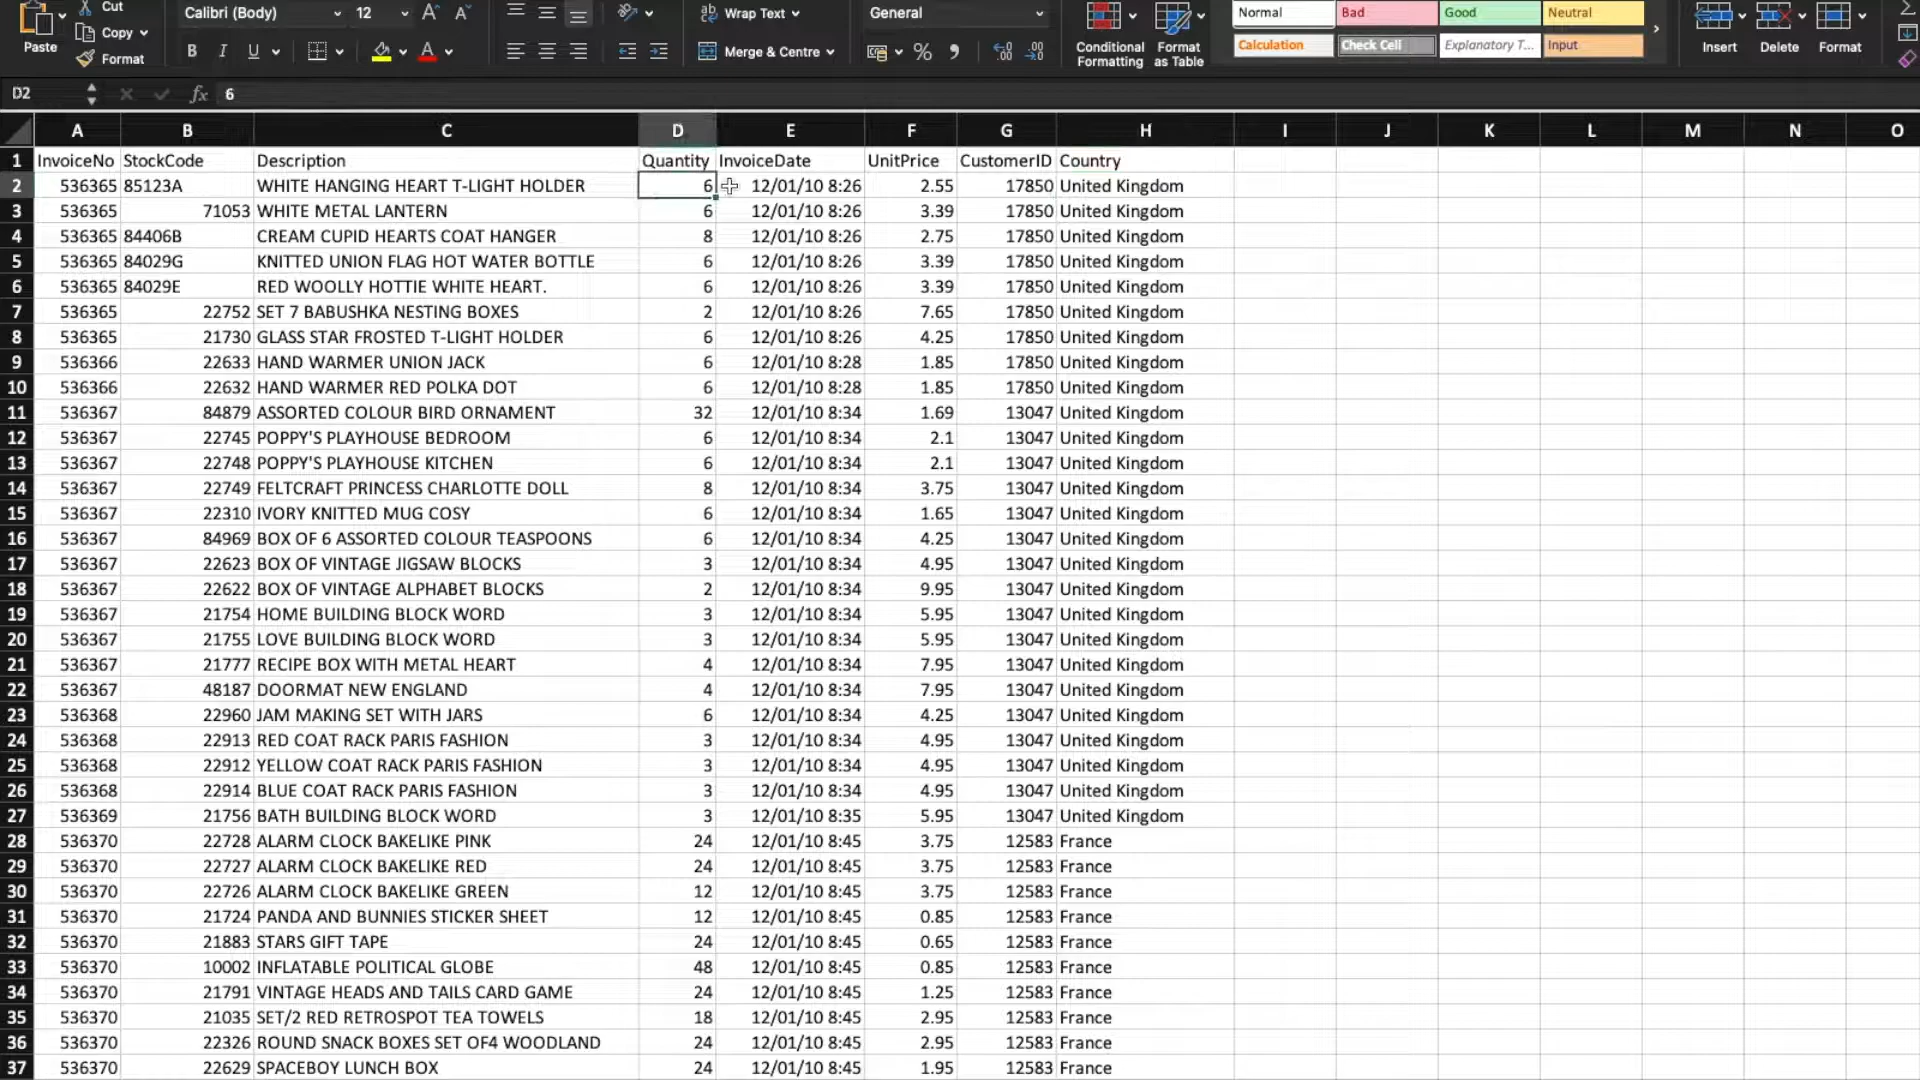 Cut
Calibri (Body) 12 Wrap Text General Normal Bad Good Neutral
Paste Copy
Format B I U A Merge & Centre % Conditional Formatting Format as Table Calculation Check Cell Explanatory T... Input Insert Delete Format
D2 fx 6
A B C D E F G H I J K L M N O
1 InvoiceNo StockCode Description Quantity InvoiceDate UnitPrice CustomerID Country
2 536365 85123A WHITE HANGING HEART T-LIGHT HOLDER 6 12/01/10 8:26 2.55 17850 United Kingdom
3 536365 71053 WHITE METAL LANTERN 6 12/01/10 8:26 3.39 17850 United Kingdom
4 536365 84406B CREAM CUPID HEARTS COAT HANGER 8 12/01/10 8:26 2.75 17850 United Kingdom
5 536365 84029G KNITTED UNION FLAG HOT WATER BOTTLE 6 12/01/10 8:26 3.39 17850 United Kingdom
6 536365 84029E RED WOOLLY HOTTIE WHITE HEART. 6 12/01/10 8:26 3.39 17850 United Kingdom
7 536365 22752 SET 7 BABUSHKA NESTING BOXES 2 12/01/10 8:26 7.65 17850 United Kingdom
8 536365 21730 GLASS STAR FROSTED T-LIGHT HOLDER 6 12/01/10 8:26 4.25 17850 United Kingdom
9 536366 22633 HAND WARMER UNION JACK 6 12/01/10 8:28 1.85 17850 United Kingdom
10 536366 22632 HAND WARMER RED POLKA DOT 6 12/01/10 8:28 1.85 17850 United Kingdom
11 536367 84879 ASSORTED COLOUR BIRD ORNAMENT 32 12/01/10 8:34 1.69 13047 United Kingdom
12 536367 22745 POPPY'S PLAYHOUSE BEDROOM 6 12/01/10 8:34 2.1 13047 United Kingdom
13 536367 22748 POPPY'S PLAYHOUSE KITCHEN 6 12/01/10 8:34 2.1 13047 United Kingdom
14 536367 22749 FELTCRAFT PRINCESS CHARLOTTE DOLL 8 12/01/10 8:34 3.75 13047 United Kingdom
15 536367 22310 IVORY KNITTED MUG COSY 6 12/01/10 8:34 1.65 13047 United Kingdom
16 536367 84969 BOX OF 6 ASSORTED COLOUR TEASPOONS 6 12/01/10 8:34 4.25 13047 United Kingdom
17 536367 22623 BOX OF VINTAGE JIGSAW BLOCKS 3 12/01/10 8:34 4.95 13047 United Kingdom
18 536367 22622 BOX OF VINTAGE ALPHABET BLOCKS 2 12/01/10 8:34 9.95 13047 United Kingdom
19 536367 21754 HOME BUILDING BLOCK WORD 3 12/01/10 8:34 5.95 13047 United Kingdom
20 536367 21755 LOVE BUILDING BLOCK WORD 3 12/01/10 8:34 5.95 13047 United Kingdom
21 536367 21777 RECIPE BOX WITH METAL HEART 4 12/01/10 8:34 7.95 13047 United Kingdom
22 536367 48187 DOORMAT NEW ENGLAND 4 12/01/10 8:34 7.95 13047 United Kingdom
23 536368 22960 JAM MAKING SET WITH JARS 6 12/01/10 8:34 4.25 13047 United Kingdom
24 536368 22913 RED COAT RACK PARIS FASHION 3 12/01/10 8:34 4.95 13047 United Kingdom
25 536368 22912 YELLOW COAT RACK PARIS FASHION 3 12/01/10 8:34 4.95 13047 United Kingdom
26 536368 22914 BLUE COAT RACK PARIS FASHION 3 12/01/10 8:34 4.95 13047 United Kingdom
27 536369 21756 BATH BUILDING BLOCK WORD 3 12/01/10 8:35 5.95 13047 United Kingdom
28 536370 22728 ALARM CLOCK BAKELIKE PINK 24 12/01/10 8:45 3.75 12583 France
29 536370 22727 ALARM CLOCK BAKELIKE RED 24 12/01/10 8:45 3.75 12583 France
30 536370 22726 ALARM CLOCK BAKELIKE GREEN 12 12/01/10 8:45 3.75 12583 France
31 536370 21724 PANDA AND BUNNIES STICKER SHEET 12 12/01/10 8:45 0.85 12583 France
32 536370 21883 STARS GIFT TAPE 24 12/01/10 8:45 0.65 12583 France
33 536370 10002 INFLATABLE POLITICAL GLOBE 48 12/01/10 8:45 0.85 12583 France
34 536370 21791 VINTAGE HEADS AND TAILS CARD GAME 24 12/01/10 8:45 1.25 12583 France
35 536370 21035 SET/2 RED RETROSPOT TEA TOWELS 18 12/01/10 8:45 2.95 12583 France
36 536370 22326 ROUND SNACK BOXES SET OF4 WOODLAND 24 12/01/10 8:45 2.95 12583 France
37 536370 22629 SPACEBOY LUNCH BOX 24 12/01/10 8:45 1.95 12583 France